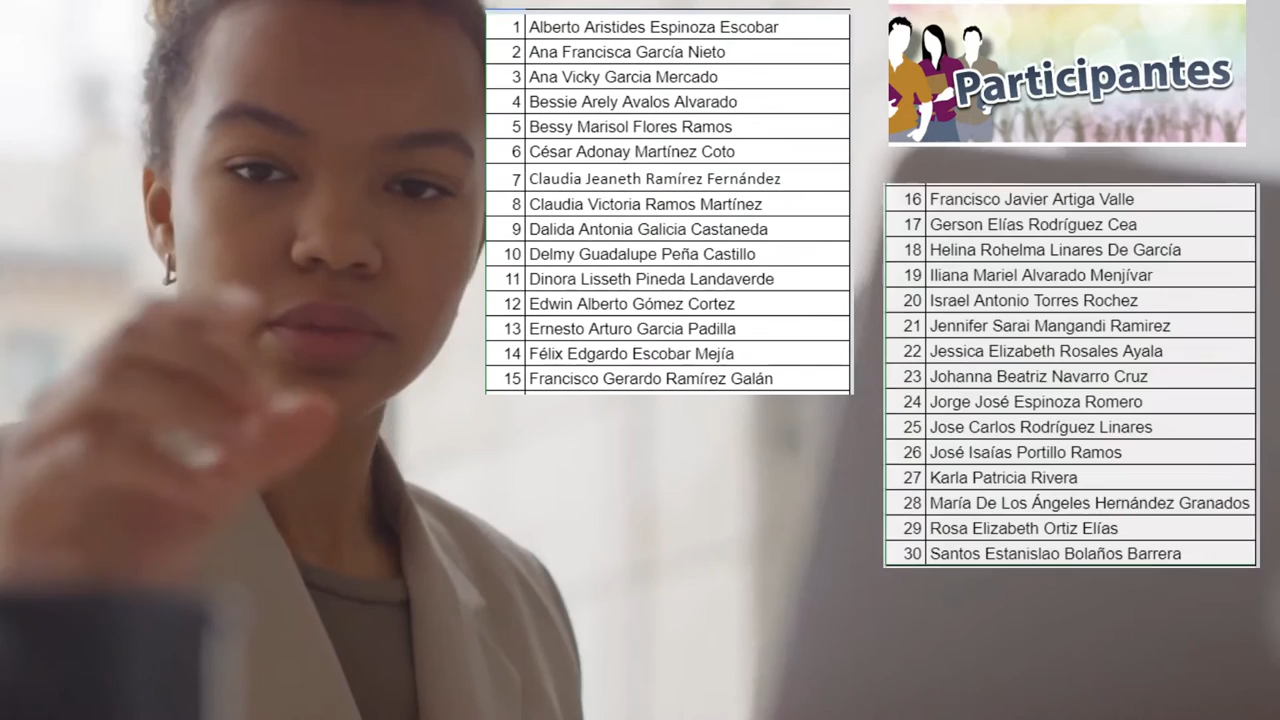 1 Alberto Aristides Espinoza Escobar
2 Ana Francisca García Nieto
3 Ana Vicky Garcia Mercado
4 Bessie Arely Avalos Alvarado
5 Bessy Marisol Flores Ramos
6 César Adonay Martínez Coto
7 Claudia Jeaneth Ramírez Fernández
8 Claudia Victoria Ramos Martínez
9 Dalida Antonia Galicia Castaneda
10 Delmy Guadalupe Peña Castillo
11 Dinora Lisseth Pineda Landaverde
12 Edwin Alberto Gómez Cortez
13 Ernesto Arturo Garcia Padilla
14 Félix Edgardo Escobar Mejía
15 Francisco Gerardo Ramírez Galán
Participantes
16 Francisco Javier Artiga Valle
17 Gerson Elías Rodríguez Cea
18 Helina Rohelma Linares De García
19 Iliana Mariel Alvarado Menjívar
20 Israel Antonio Torres Rochez
21 Jennifer Sarai Mangandi Ramirez
22 Jessica Elizabeth Rosales Ayala
23 Johanna Beatriz Navarro Cruz
24 Jorge José Espinoza Romero
25 Jose Carlos Rodríguez Linares
26 José Isaías Portillo Ramos
27 Karla Patricia Rivera
28 María De Los Ángeles Hernández Granados
29 Rosa Elizabeth Ortiz Elías
30 Santos Estanislao Bolaños Barrera